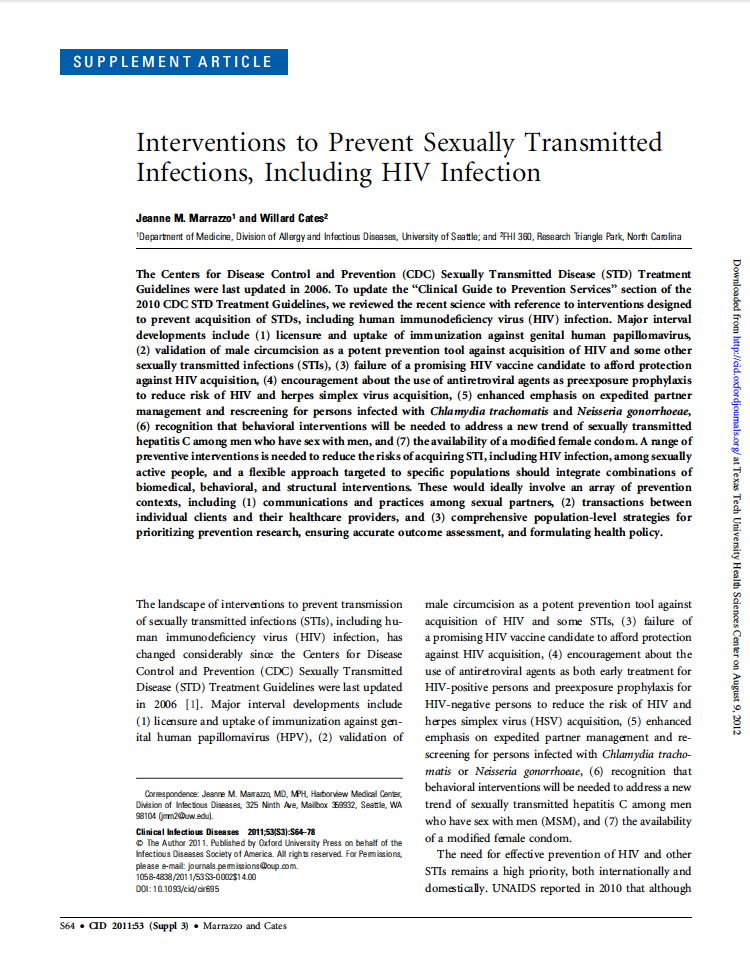 SUPPLEMENT ARTICLE
Interventions to Prevent Sexually Transmitted
Infections, Including HIV Infection
Jeanne M. Marrazzo1 and Willard Cates2
1Department of Medicine, Division of Allergy and Infectious Diseases, University of Seattle; and 2FHI 360, Research Triangle Park, North Carolina
The Centers for Disease Control and Prevention (CDC) Sexually Transmitted Disease (STD) Treatment
Guidelines were last updated in 2006. To update the “Clinical Guide to Prevention Services” section of the
2010 CDC STD Treatment Guidelines, we reviewed the recent science with reference to interventions designed
to prevent acquisition of STDs, including human immunodeficiency virus (HIV) infection. Major interval
developments include (1) licensure and uptake of immunization against genital human papillomavirus,
(2) validation of male circumcision as a potent prevention tool against acquisition of HIV and some other
sexually transmitted infections (STIs), (3) failure of a promising HIV vaccine candidate to afford protection
against HIV acquisition, (4) encouragement about the use of antiretroviral agents as preexposure prophylaxis
to reduce risk of HIV and herpes simplex virus acquisition, (5) enhanced emphasis on expedited partner
management and rescreening for persons infected with Chlamydia trachomatis and Neisseria gonorrhoeae,
(6) recognition that behavioral interventions will be needed to address a new trend of sexually transmitted
hepatitis C among men who have sex with men, and (7) the availability of a modified female condom. A range of
preventive interventions is needed to reduce the risks of acquiring STI, including HIV infection, among sexually
active people, and a flexible approach targeted to specific populations should integrate combinations of
biomedical, behavioral, and structural interventions. These would ideally involve an array of prevention
contexts, including (1) communications and practices among sexual partners, (2) transactions between
individual clients and their healthcare providers, and (3) comprehensive population-level strategies for
prioritizing prevention research, ensuring accurate outcome assessment, and formulating health policy.
The landscape of interventions to prevent transmission
of sexually transmitted infections (STIs), including hu-
man immunodeficiency virus (HIV) infection, has
changed considerably since the Centers for Disease
Control and Prevention (CDC) Sexually Transmitted
Disease (STD) Treatment Guidelines were last updated
in 2006 [1]. Major interval developments include
(1) licensure and uptake of immunization against gen-
ital human papillomavirus (HPV), (2) validation of
male circumcision as a potent prevention tool against
acquisition of HIV and some STIs, (3) failure of
a promising HIV vaccine candidate to afford protection
against HIV acquisition, (4) encouragement about the
use of antiretroviral agents as both early treatment for
HIV-positive persons and preexposure prophylaxis for
HIV-negative persons to reduce the risk of HIV and
herpes simplex virus (HSV) acquisition, (5) enhanced
emphasis on expedited partner management and re-
screening for persons infected with Chlamydia tracho-
matis or Neisseria gonorrhoeae, (6) recognition that
behavioral interventions will be needed to address a new
trend of sexually transmitted hepatitis C among men
who have sex with men (MSM), and (7) the availability
of a modified female condom.
The need for effective prevention of HIV and other
STIs remains a high priority, both internationally and
domestically. UNAIDS reported in 2010 that although
Correspondence: Jeanne M. Marrazzo, MD, MPH, Harborview Medical Center,
Division of Infectious Diseases, 325 Ninth Ave, Mailbox 359932, Seattle, WA
98104 (jmm2@uw.edu).
Clinical Infectious Diseases 2011;53(S3):S64–78
© The Author 2011. Published by Oxford University Press on behalf of the
Infectious Diseases Society of America. All rights reserved. For Permissions,
please e-mail: journals.permissions@oup.com.
1058-4838/2011/53S3-0002$14.00
DOI: 10.1093/cid/cir695
S64 • CID 2011:53 (Suppl 3) • Marrazzo and Cates
Downloaded from http://cid.oxfordjournals.org/ at Texas Tech University Health Sciences Center on August 9, 2012